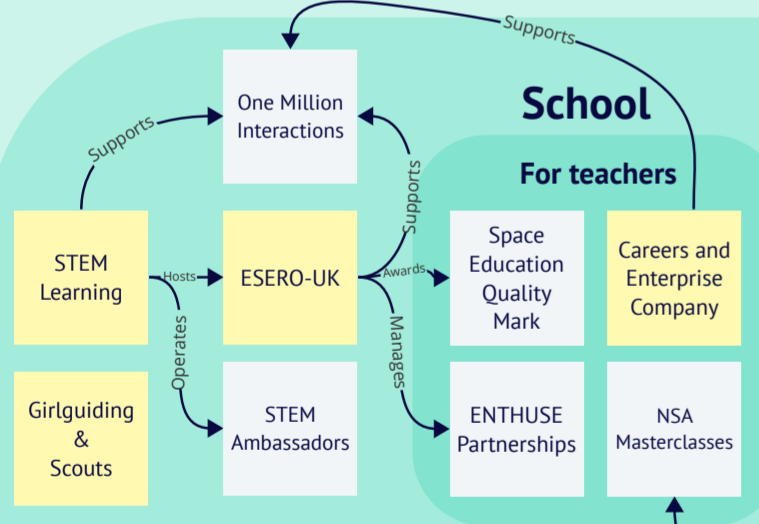 Supports
One Million
Interactions
School
Supports
For teachers
Supports
STEM
Learning
Hosts
ESERO-UK
Awards
Space
Education
Quality
Mark
Careers and
Enterprise
Company
Operates
Manages
Girlguiding
&
Scouts
STEM
Ambassadors
ENTHUSE
Partnerships
NSA
Masterclasses